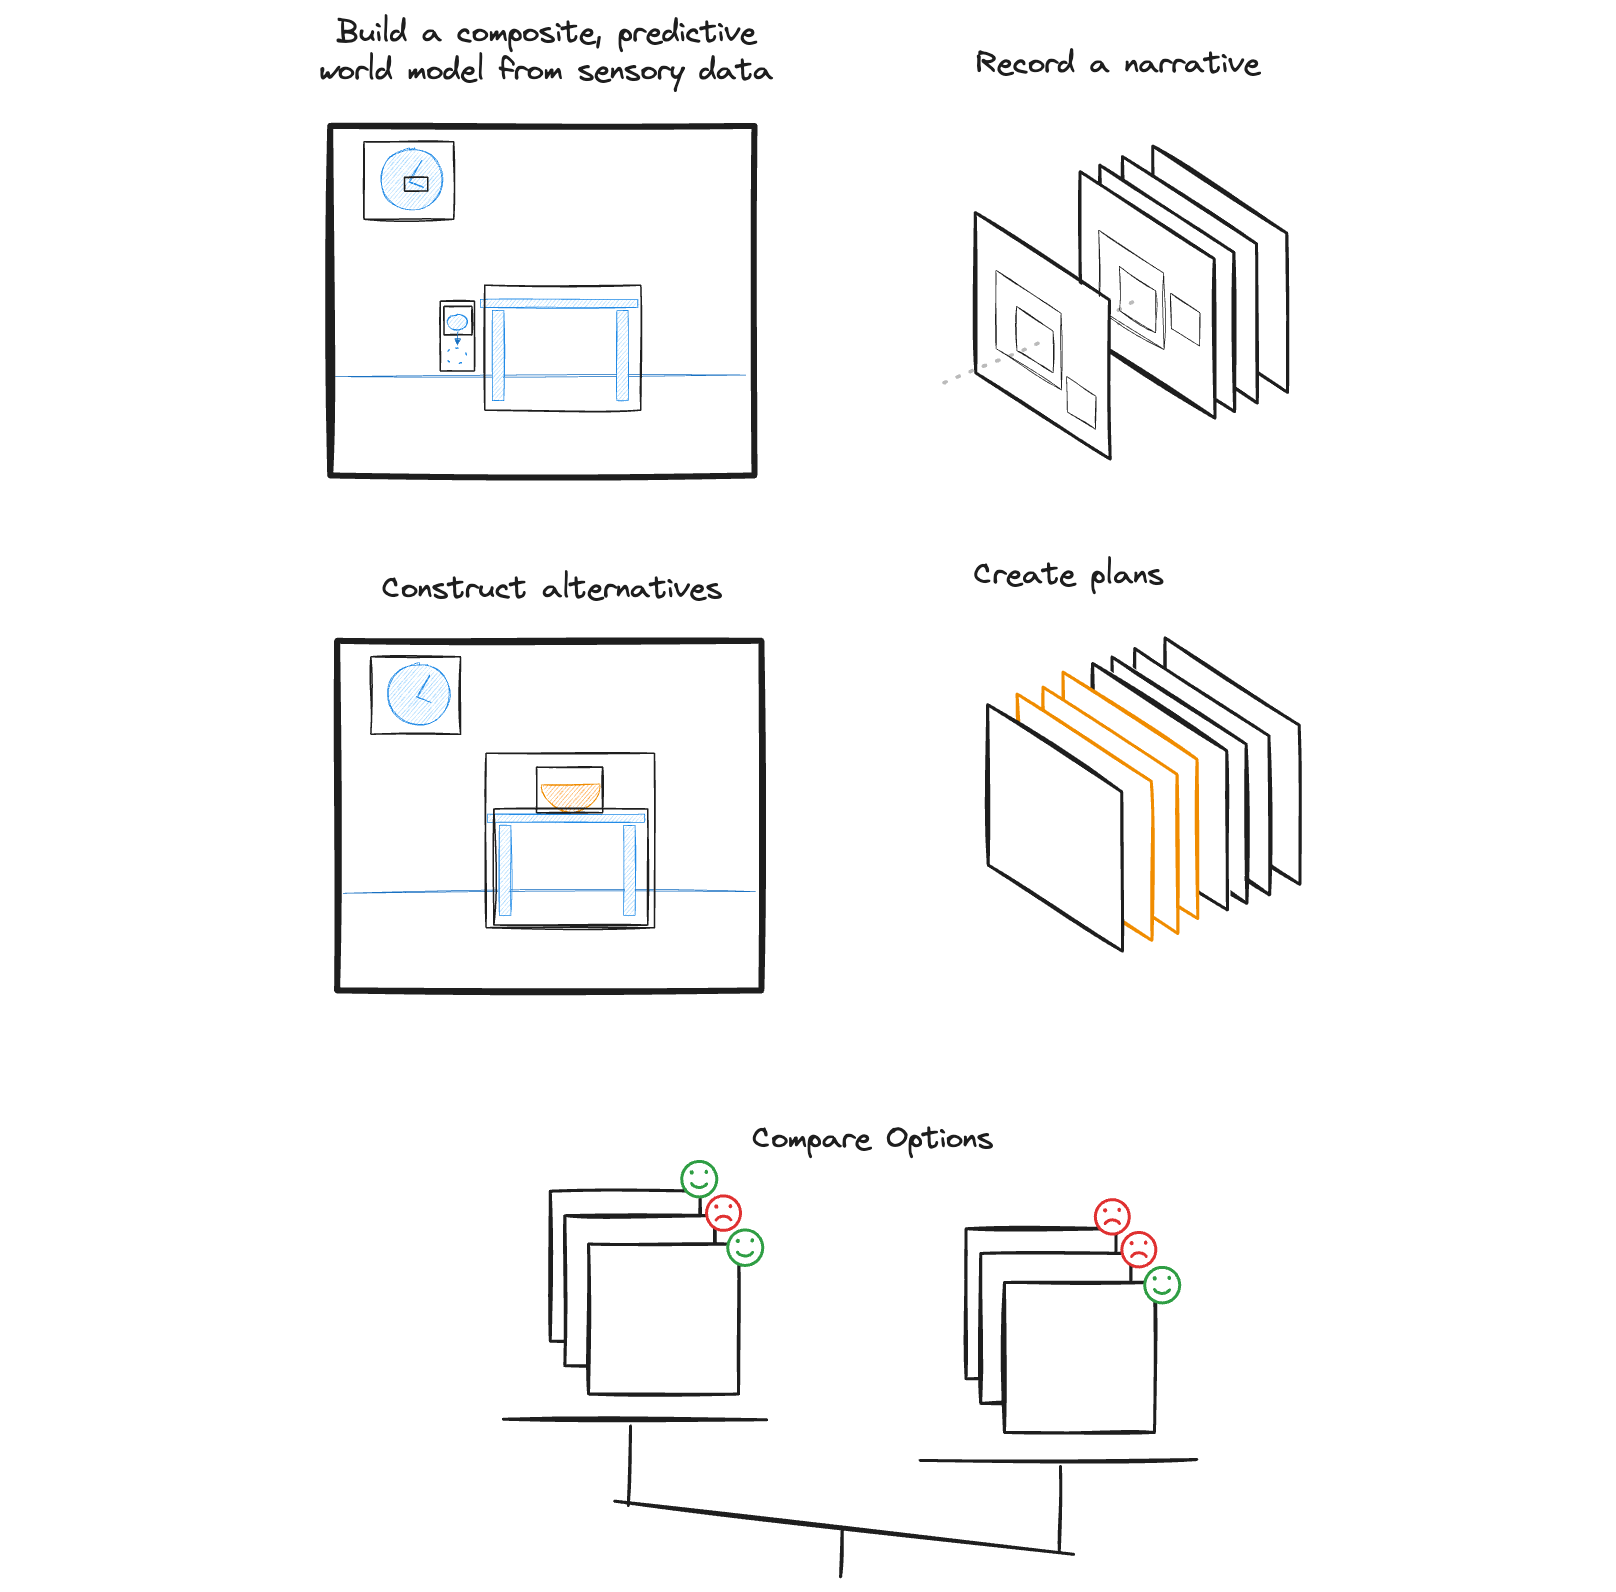 Build a composite, predictive
world model from sensory data
Record a narrative
Construct alternatives
Create plans
Compare Options